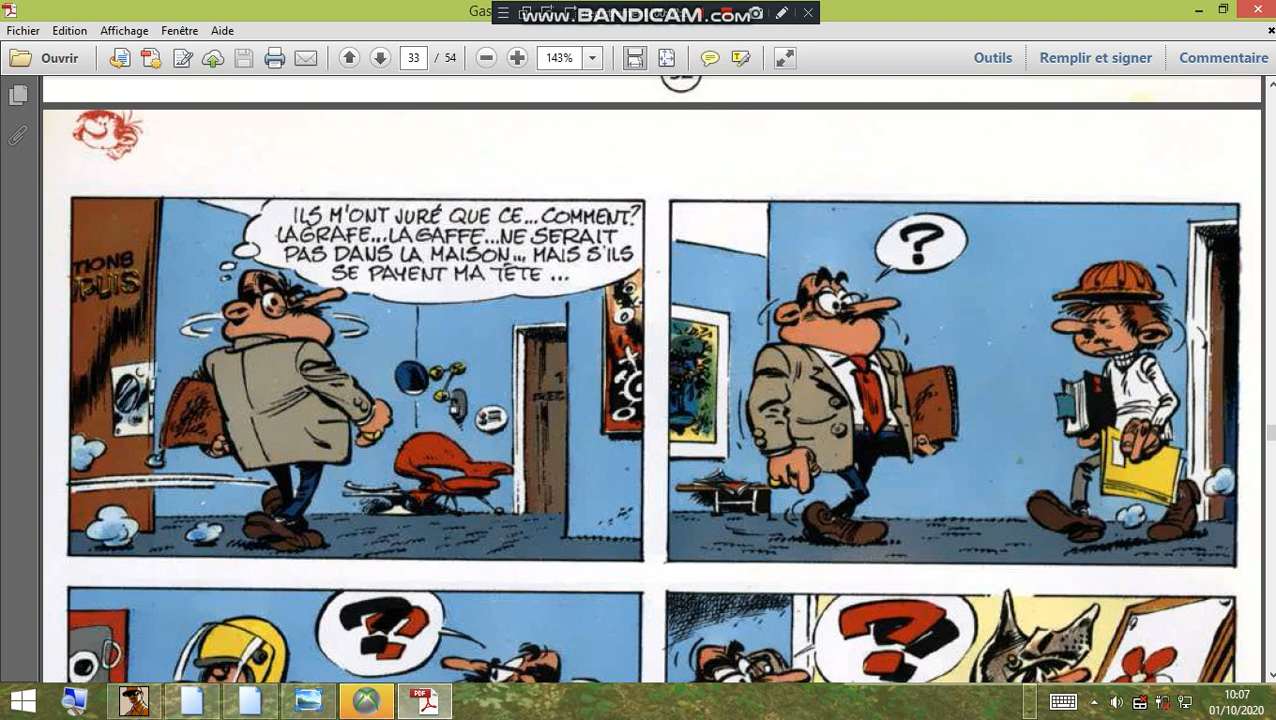 Gas
www.BANDICAM.com
Fichier Edition Affichage Fenêtre Aide
Ouvrir 33 / 54 143% Outils Remplir et signer Commentaire
ILS M'ONT JURÉ QUE CE... COMMENT?
LAGRAFE... LAGAFFE... NE SERAIT
PAS DANS LA MAISON... MAIS S'ILS
SE PAYENT MA TÊTE ...
?
TIONS
PUIS
??
?
PDF
10:07
01/10/2020